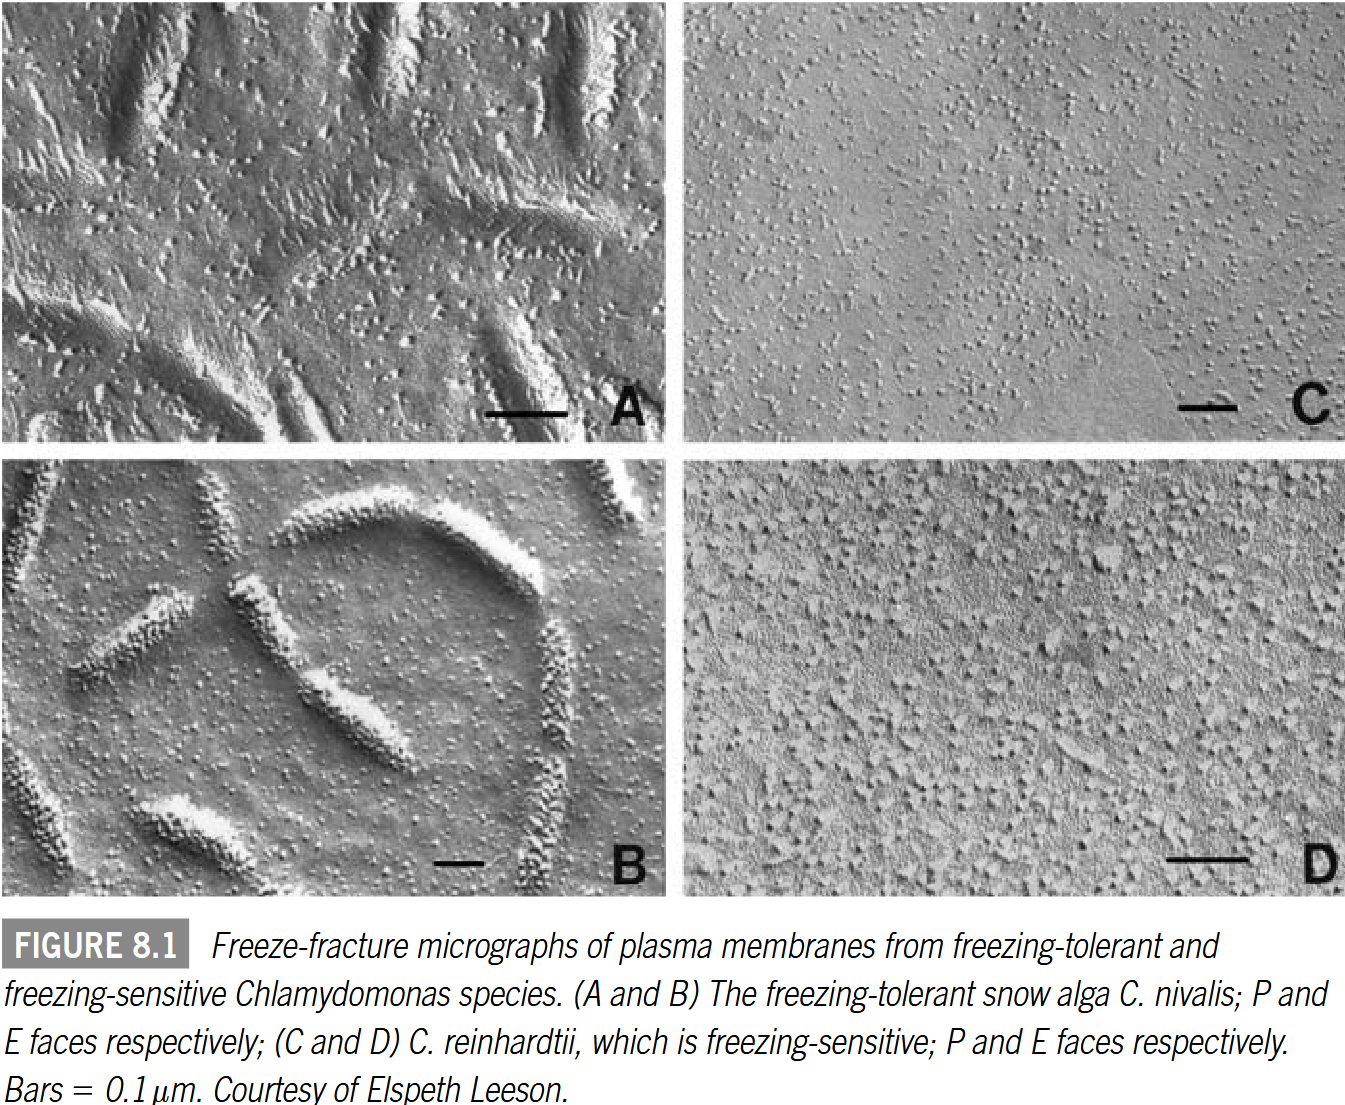 A
C
B
D
FIGURE 8.1 Freeze-fracture micrographs of plasma membranes from freezing-tolerant and
freezing-sensitive Chlamydomonas species. (A and B) The freezing-tolerant snow alga C. nivalis; P and
E faces respectively; (C and D) C. reinhardtii, which is freezing-sensitive; P and E faces respectively.
Bars = 0.1 μm. Courtesy of Elspeth Leeson.